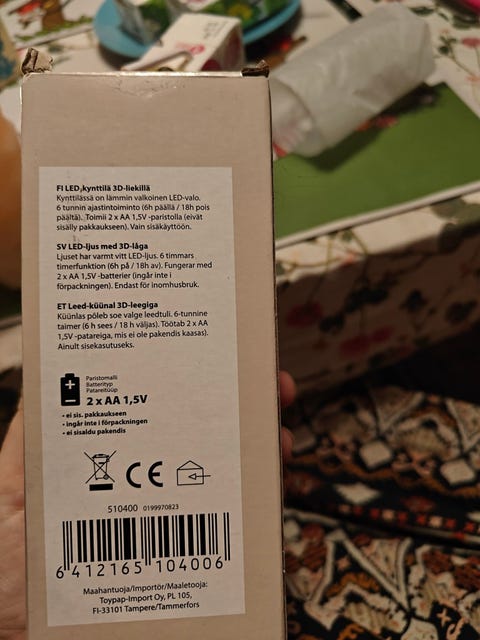 FI LED-kynttilä 3D-liekillä
Kynttilässä on lämmin valkoinen LED-valo.
6 tunnin ajastintoiminto (6h päällä / 18h pois
päältä). Toimii 2 x AA 1,5V -paristolla (eivät
sisälly pakkaukseen). Vain sisäkäyttöön.
SV LED-ljus med 3D-låga
Ljuset har varmt vitt LED-ljus. 6 timmars
timerfunktion (6h på / 18h av). Fungerar med
2 x AA 1,5V -batterier (ingår inte i
förpackningen). Endast för inomhusbruk.
ET Leed-küünal 3D-leegiga
Küünlas põleb soe valge leedtuli. 6-tunnine
taimer (6 h sees / 18 h väljas). Töötab 2 x AA
1,5V -patareiga, mis ei ole pakendis kaasas).
Ainult sisekasutuseks.
Paristomalli
Batterityp
Patareitüüp
2 x AA 1,5V
- ei sis. pakkaukseen
- ingår inte i förpackningen
- ei sisaldu pakendis
CE
510400 0199970823
6 412165 104006
Maahantuoja/Importör/Maaletooja:
Toypap-Import Oy, PL 105,
FI-33101 Tampere/Tammerfors